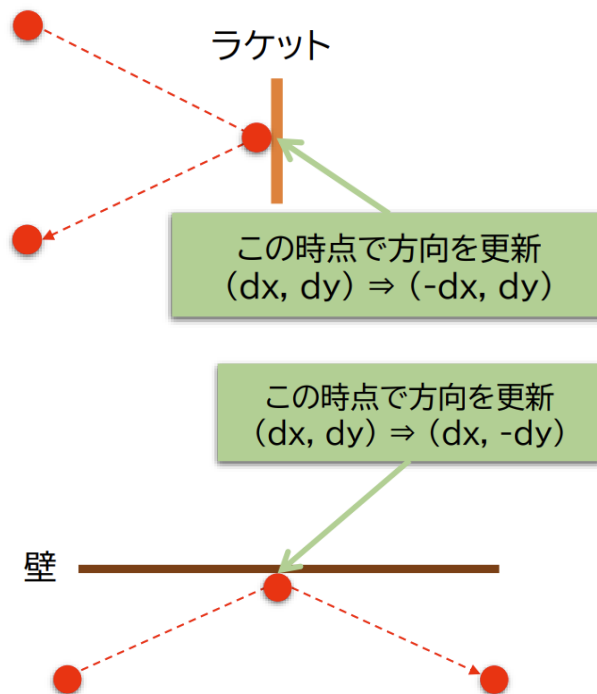 ラケット
この時点で方向を更新
(dx, dy) ⇒ (-dx, dy)
この時点で方向を更新
(dx, dy) ⇒ (dx, -dy)
壁